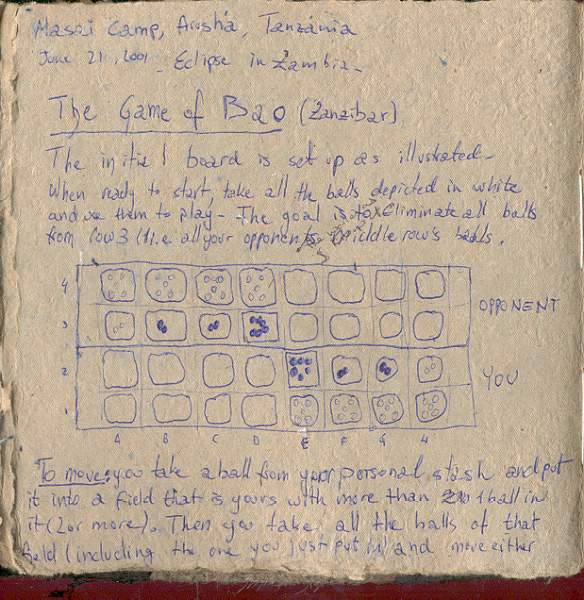 Masai Camp, Arusha, Tanzania
June 21, 2001 - Eclipse in Zambia -
The Game of Bao (Zanzibar)
The initial board is set up as illustrated -
When ready to start, take all the balls depicted in white
and use them to play - The goal is to Eliminate all balls
from row 3 (i.e. all your opponent's middle row's balls.
4
3 OPPONENT
2 YOU
1
A B C D E F G H
To move: you take a ball from your personal stash and put
it into a field that is yours with more than 1 ball in
it (2 or more). Then you take all the balls of that
field (including the one you just put in) and move either